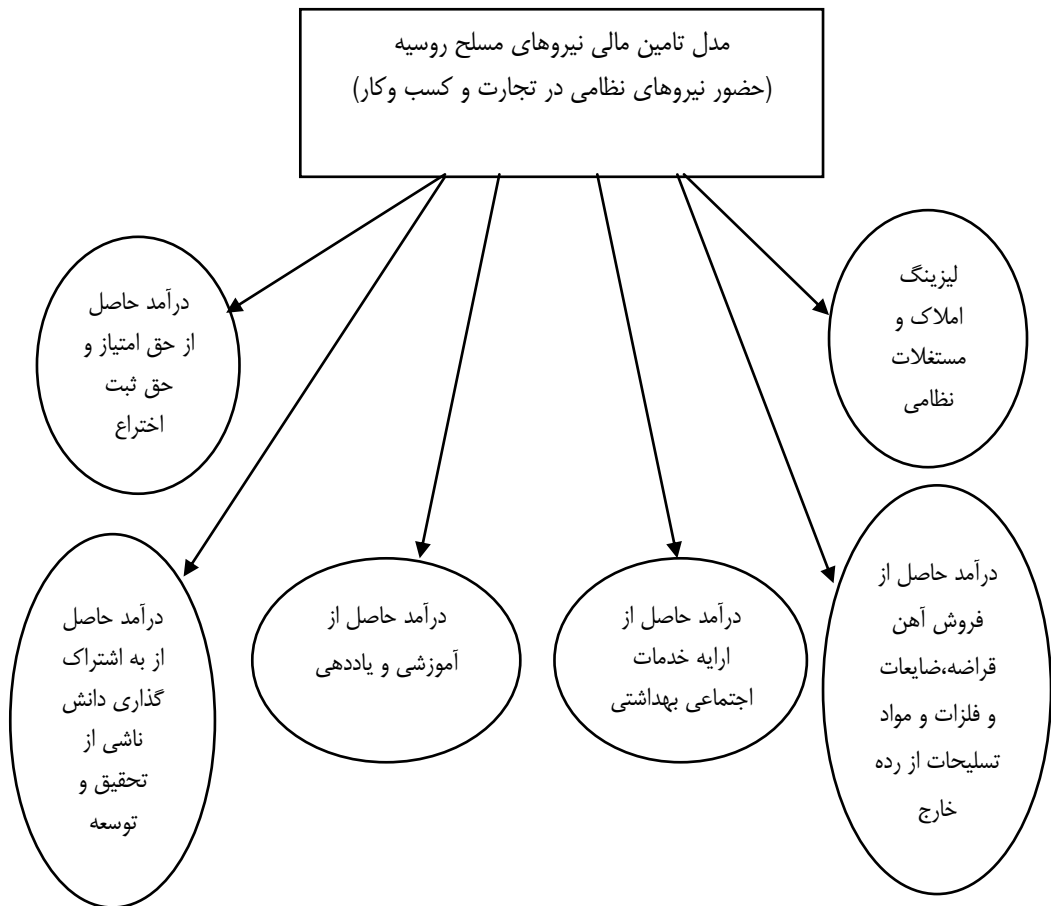 مدل تامین مالی نیروهای مسلح روسیه
(حضور نیروهای نظامی در تجارت و کسب وکار)
لیزینگ
املاک و
مستغلات
نظامی
درآمد حاصل
از حق امتیاز و
حق ثبت
اختراع
درآمد حاصل از
فروش آهن
قراضه،ضایعات
و فلزات و مواد
تسلیحات از رده
خارج
درآمد حاصل از
ارایه خدمات
اجتماعی بهداشتی
درآمد حاصل از
آموزشی و یاددهی
درآمد حاصل
از به اشتراک
گذاری دانش
ناشی از
تحقیق و
توسعه